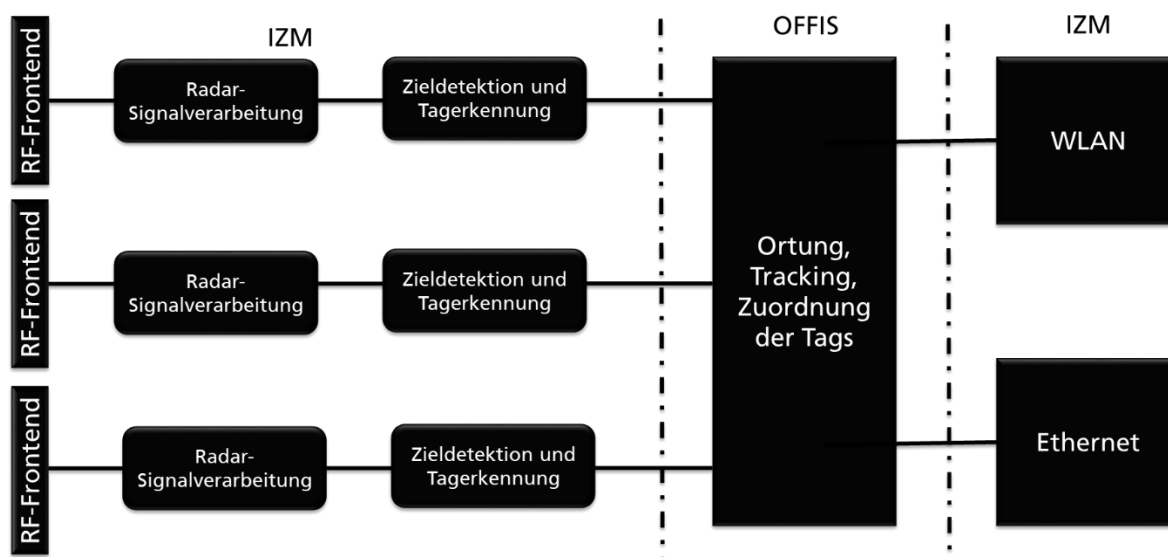 IZM
OFFIS
IZM
RF-Frontend
Radar-
Signalverarbeitung
Zieldetektion und
Tagerkennung
WLAN
RF-Frontend
Radar-
Signalverarbeitung
Zieldetektion und
Tagerkennung
Ortung,
Tracking,
Zuordnung
der Tags
RF-Frontend
Radar-
Signalverarbeitung
Zieldetektion und
Tagerkennung
Ethernet